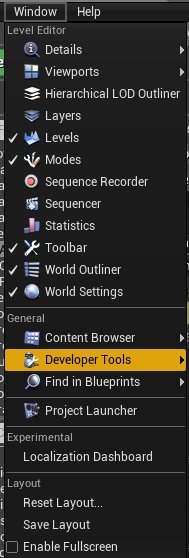 Window Help
Level Editor
Details
Viewports
Hierarchical LOD Outliner
Layers
Levels
Modes
Sequence Recorder
Sequencer
Statistics
Toolbar
World Outliner
World Settings
General
Content Browser
Developer Tools
Find in Blueprints
Project Launcher
Experimental
Localization Dashboard
Layout
Reset Layout...
Save Layout
Enable Fullscreen